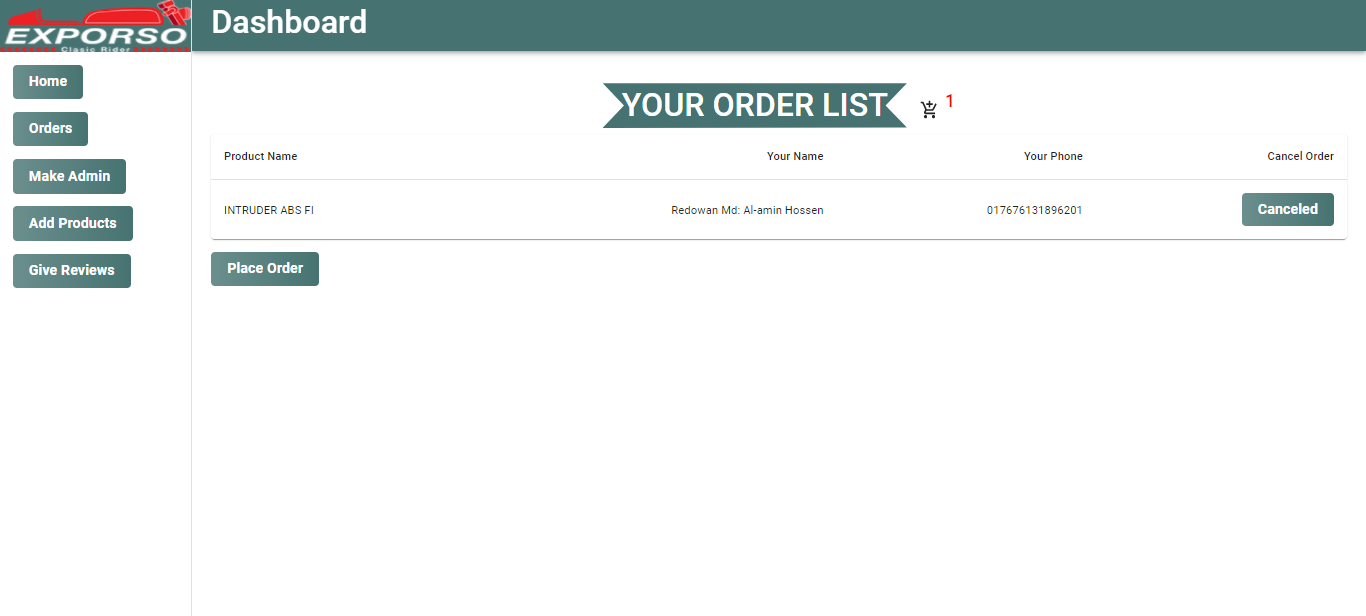 EXPORSO
Clasic Rider
Dashboard
Home
Orders
Make Admin
Add Products
Give Reviews
YOUR ORDER LIST 1
Product Name Your Name Your Phone Cancel Order
INTRUDER ABS FI Redowan Md: Al-amin Hossen 017676131896201 Canceled
Place Order